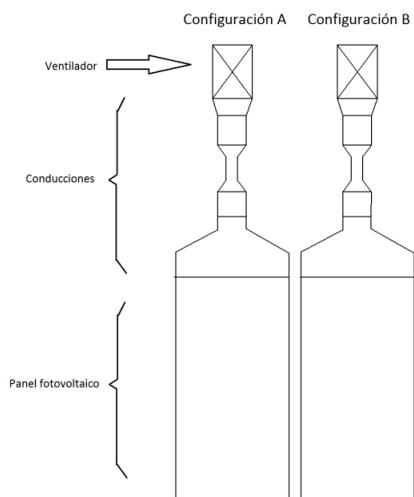 Configuración A
Configuración B
Ventilador
Conducciones
Panel fotovoltaico